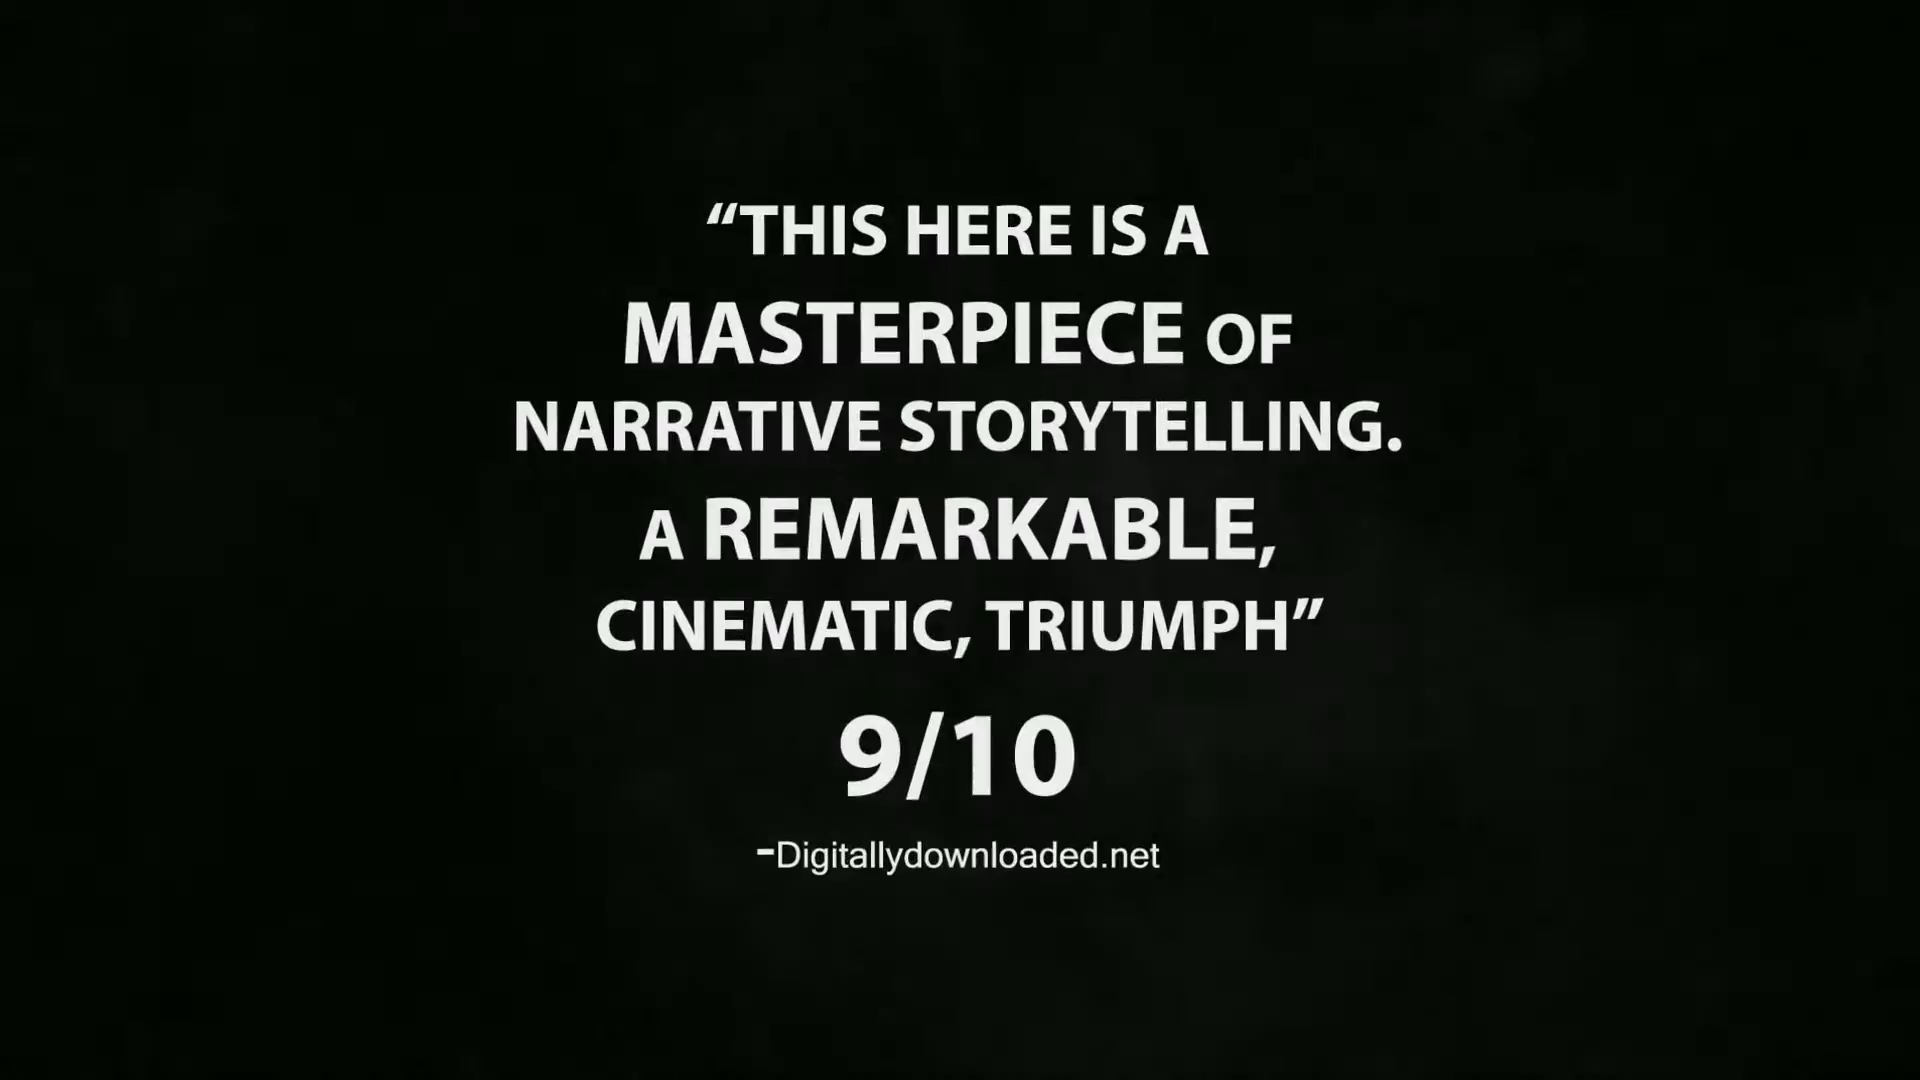 “THIS HERE IS A
MASTERPIECE OF
NARRATIVE STORYTELLING.
A REMARKABLE,
CINEMATIC, TRIUMPH”
9/10
-Digitallydownloaded.net